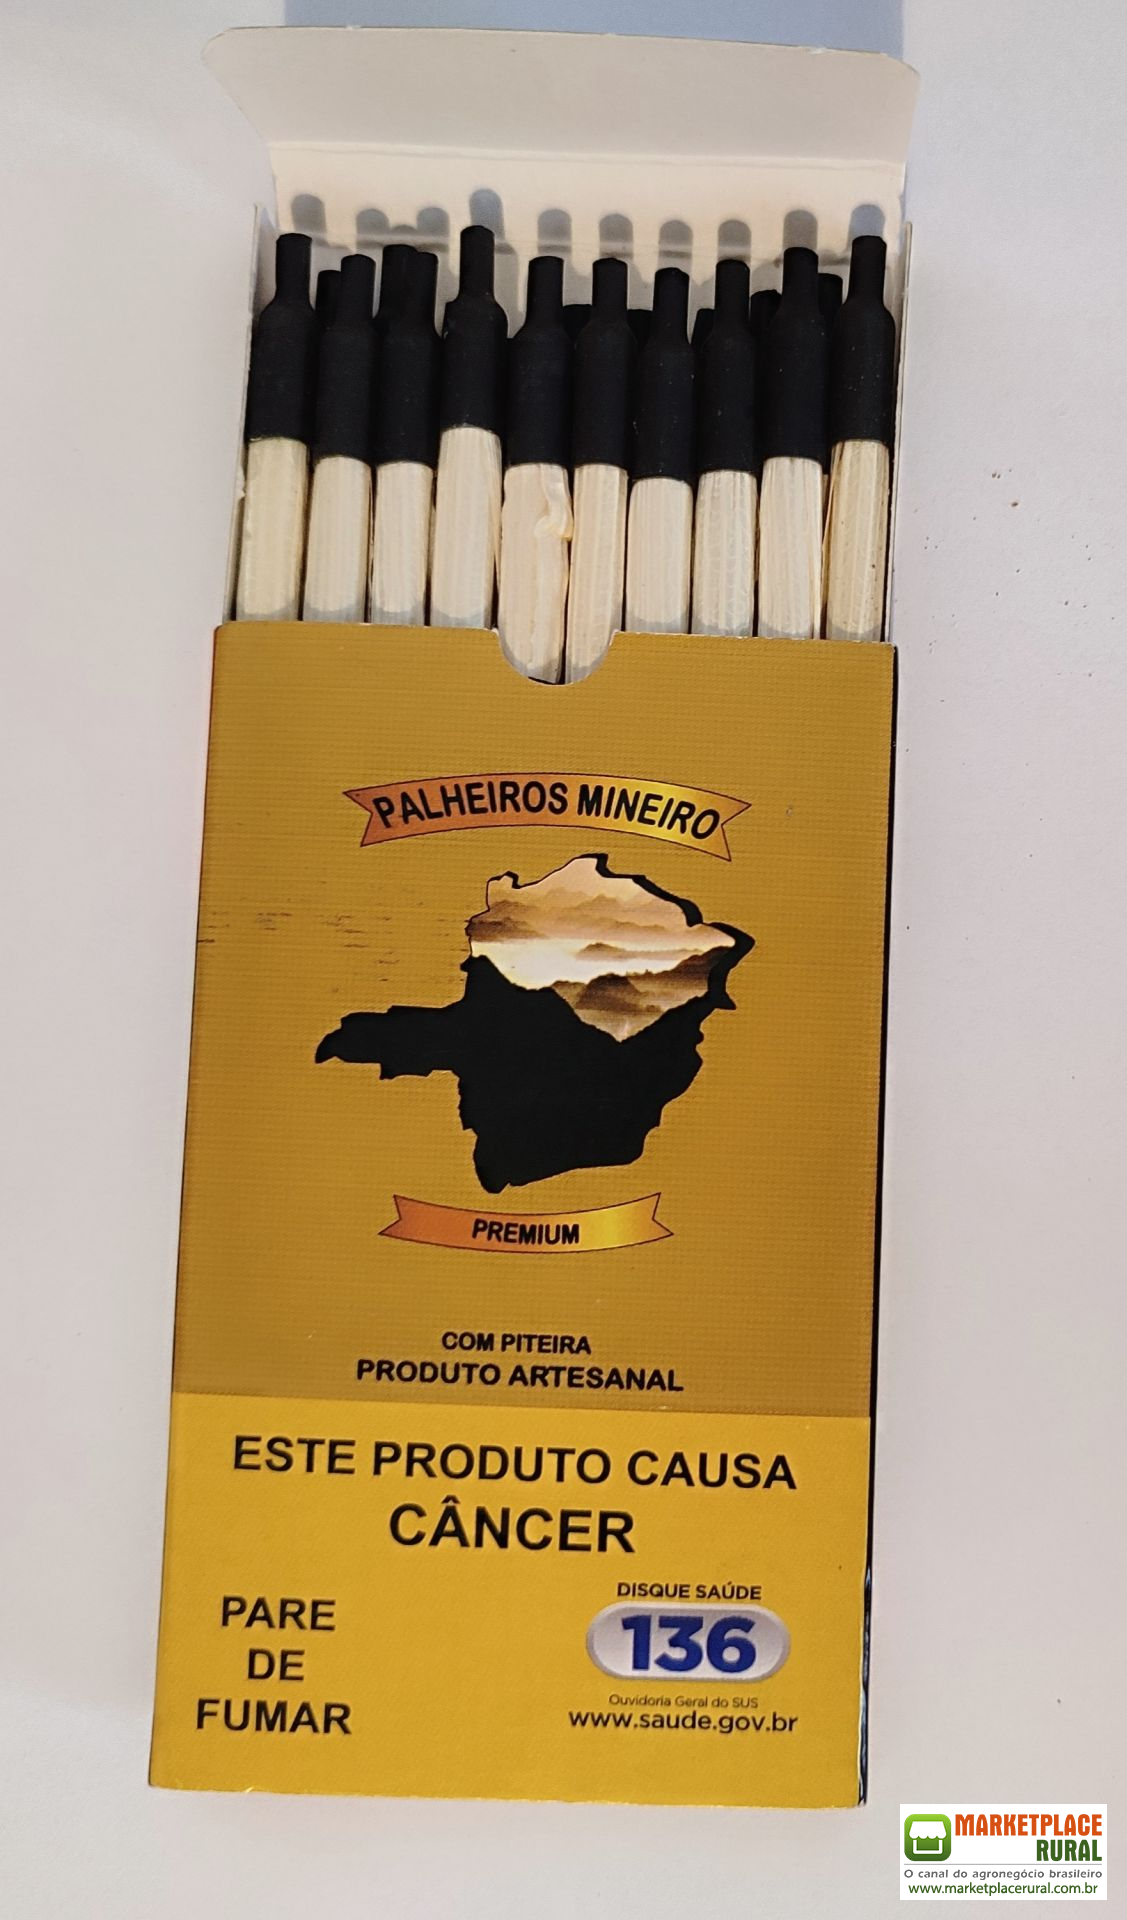 PALHEIROS MINEIRO
PREMIUM
COM PITEIRA
PRODUTO ARTESANAL
ESTE PRODUTO CAUSA
CÂNCER
PARE
DE
FUMAR
DISQUE SAÚDE
136
Ouvidoria Geral do SUS
www.saude.gov.br
MARKETPLACE
RURAL
O canal do agronegócio brasileiro
www.marketplacerural.com.br